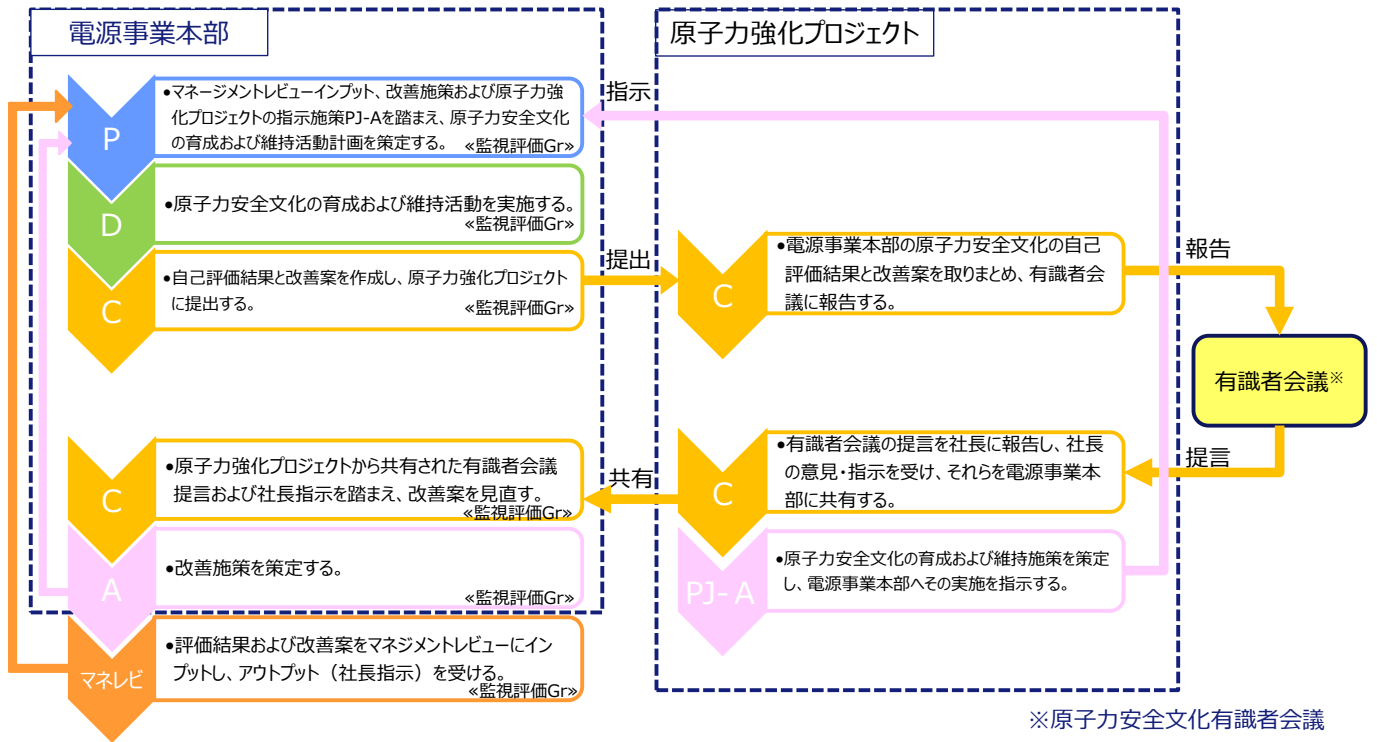 電源事業本部
原子力強化プロジェクト
P
•マネージメントレビューインプット、改善施策および原子力強
化プロジェクトの指示施策PJ-Aを踏まえ、原子力安全文化
の育成および維持活動計画を策定する。 «監視評価Gr»
指示
D
•原子力安全文化の育成および維持活動を実施する。
«監視評価Gr»
C
•自己評価結果と改善案を作成し、原子力強化プロジェクト
に提出する。 «監視評価Gr»
提出
C
•電源事業本部の原子力安全文化の自己
評価結果と改善案を取りまとめ、有識者会
議に報告する。
報告
有識者会議※
提言
C
•有識者会議の提言を社長に報告し、社長
の意見・指示を受け、それらを電源事業本
部に共有する。
共有
C
•原子力強化プロジェクトから共有された有識者会議
提言および社長指示を踏まえ、改善案を見直す。
«監視評価Gr»
A
•改善施策を策定する。
«監視評価Gr»
PJ-A
•原子力安全文化の育成および維持施策を策定
し、電源事業本部へその実施を指示する。
マネレビ
•評価結果および改善案をマネジメントレビューにイン
プットし、アウトプット（社長指示）を受ける。
«監視評価Gr»
※原子力安全文化有識者会議